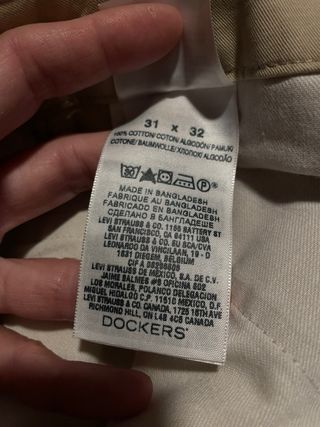 31 x 32
100% COTTON/COTON/ALGODÓN/PAMUK/
COTONE/BAUMWOLLE/ХЛОПОК/ALGODÃO
MADE IN BANGLADESH
FABRIQUÉ AU BANGLADESH
FABRICADO EN BANGLADESH
СДЕЛАНО В БАНГЛАДЕШЕ
LEVI STRAUSS & CO. 1155 BATTERY ST
SAN FRANCISCO, CA 94111 USA
LEVI STRAUSS & CO. EU SCA/CVA
LEONARDO DA VINCILAAN, 19 - D
1831 DIEGEM, BELGIUM
CIF A
LEVI STRAUSS DE MÉXICO, S.A. DE C.V.
JAIME BALMES #8 OFICINA 602
LOS MORALES, POLANCO DELEGACION
MIGUEL HIDALGO C.P. 11510 MEXICO, D.F.
LEVI STRAUSS & CO. CANADA, 1725 16TH AVE
RICHMOND HILL, ON L4B 4C6 CANADA
DOCKERS®